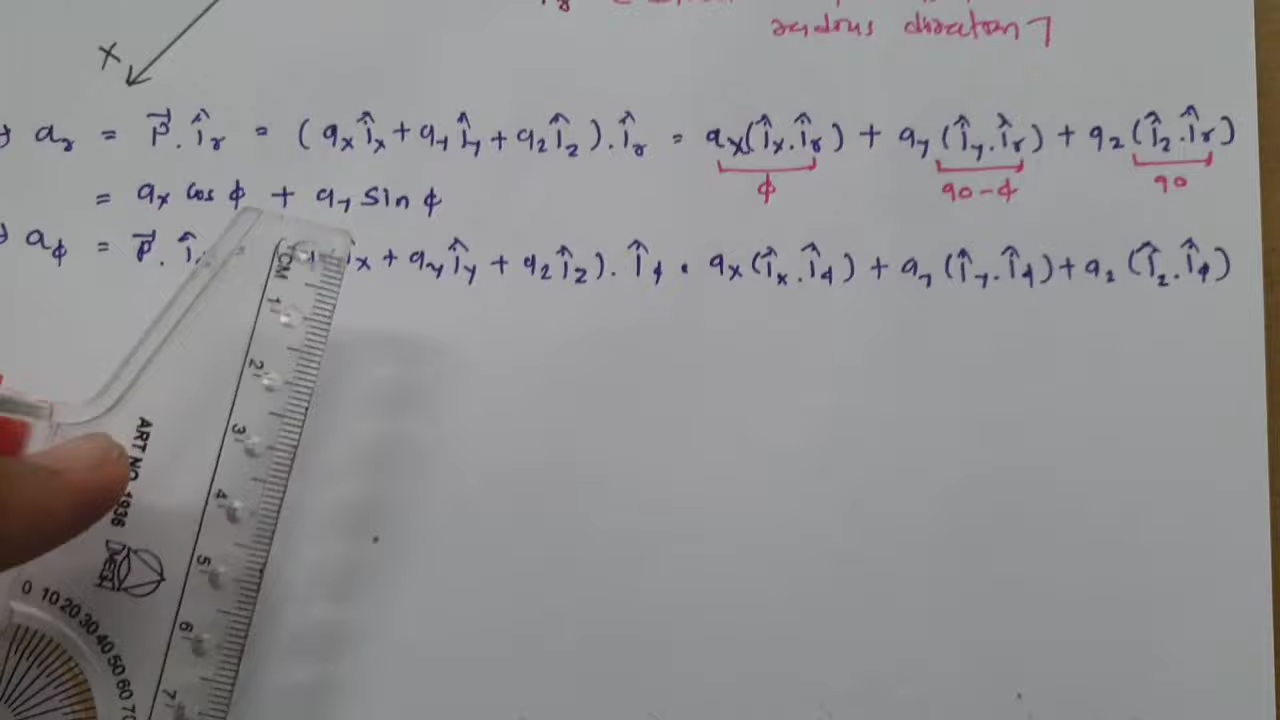 radious direction ]
X
a_r = P⃗ . î_r = ( a_x î_x + a_y î_y + a_z î_z ) . î_r = a_x ( î_x . î_r ) + a_y ( î_y . î_r ) + a_z ( î_z . î_r )
ϕ 90-ϕ 90
= a_x cos ϕ + a_y sin ϕ
a_ϕ = P⃗ . î x + a_y î_y + a_z î_z ) . î_ϕ = a_x ( î_x . î_ϕ ) + a_y ( î_y . î_ϕ ) + a_z ( î_z . î_ϕ )
CM
1
2
3
4
5
6
7
ART NO. 1936
OMEGA
0 10 20 30 40 50 60 70